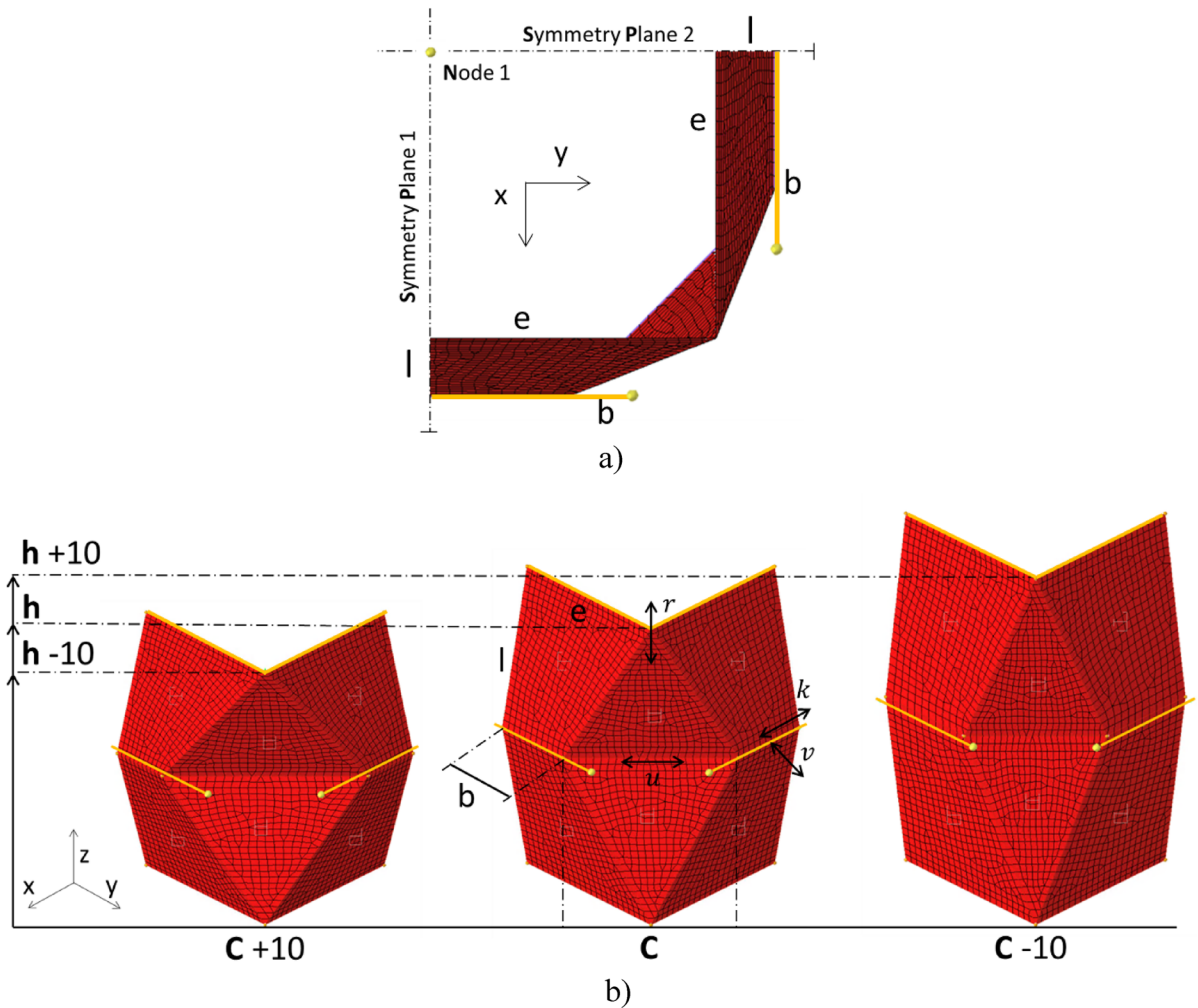 Symmetry Plane 2
l
Node 1
Symmetry Plane 1
e
y
x
b
e
l
b
a)
h +10
h
h -10
e
r
l
k
v
u
b
z
x
y
C +10
C
C -10
b)